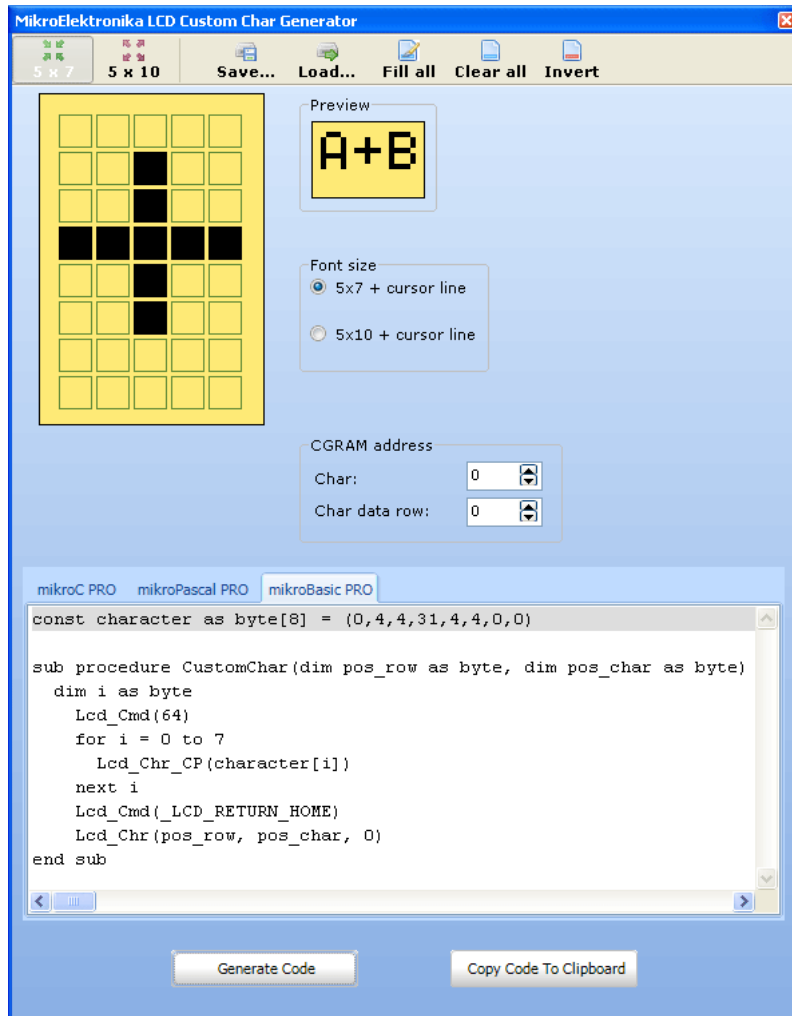 MikroElektronika LCD Custom Char Generator
5 x 7 5 x 10 Save... Load... Fill all Clear all Invert
Preview
A+B
Font size
5x7 + cursor line
5x10 + cursor line
CGRAM address
Char: 0
Char data row: 0
mikroC PRO mikroPascal PRO mikroBasic PRO
const character as byte[8] = (0,4,4,31,4,4,0,0)
sub procedure CustomChar(dim pos_row as byte, dim pos_char as byte)
dim i as byte
Lcd_Cmd(64)
for i = 0 to 7
Lcd_Chr_CP(character[i])
next i
Lcd_Cmd(_LCD_RETURN_HOME)
Lcd_Chr(pos_row, pos_char, 0)
end sub
Generate Code Copy Code To Clipboard